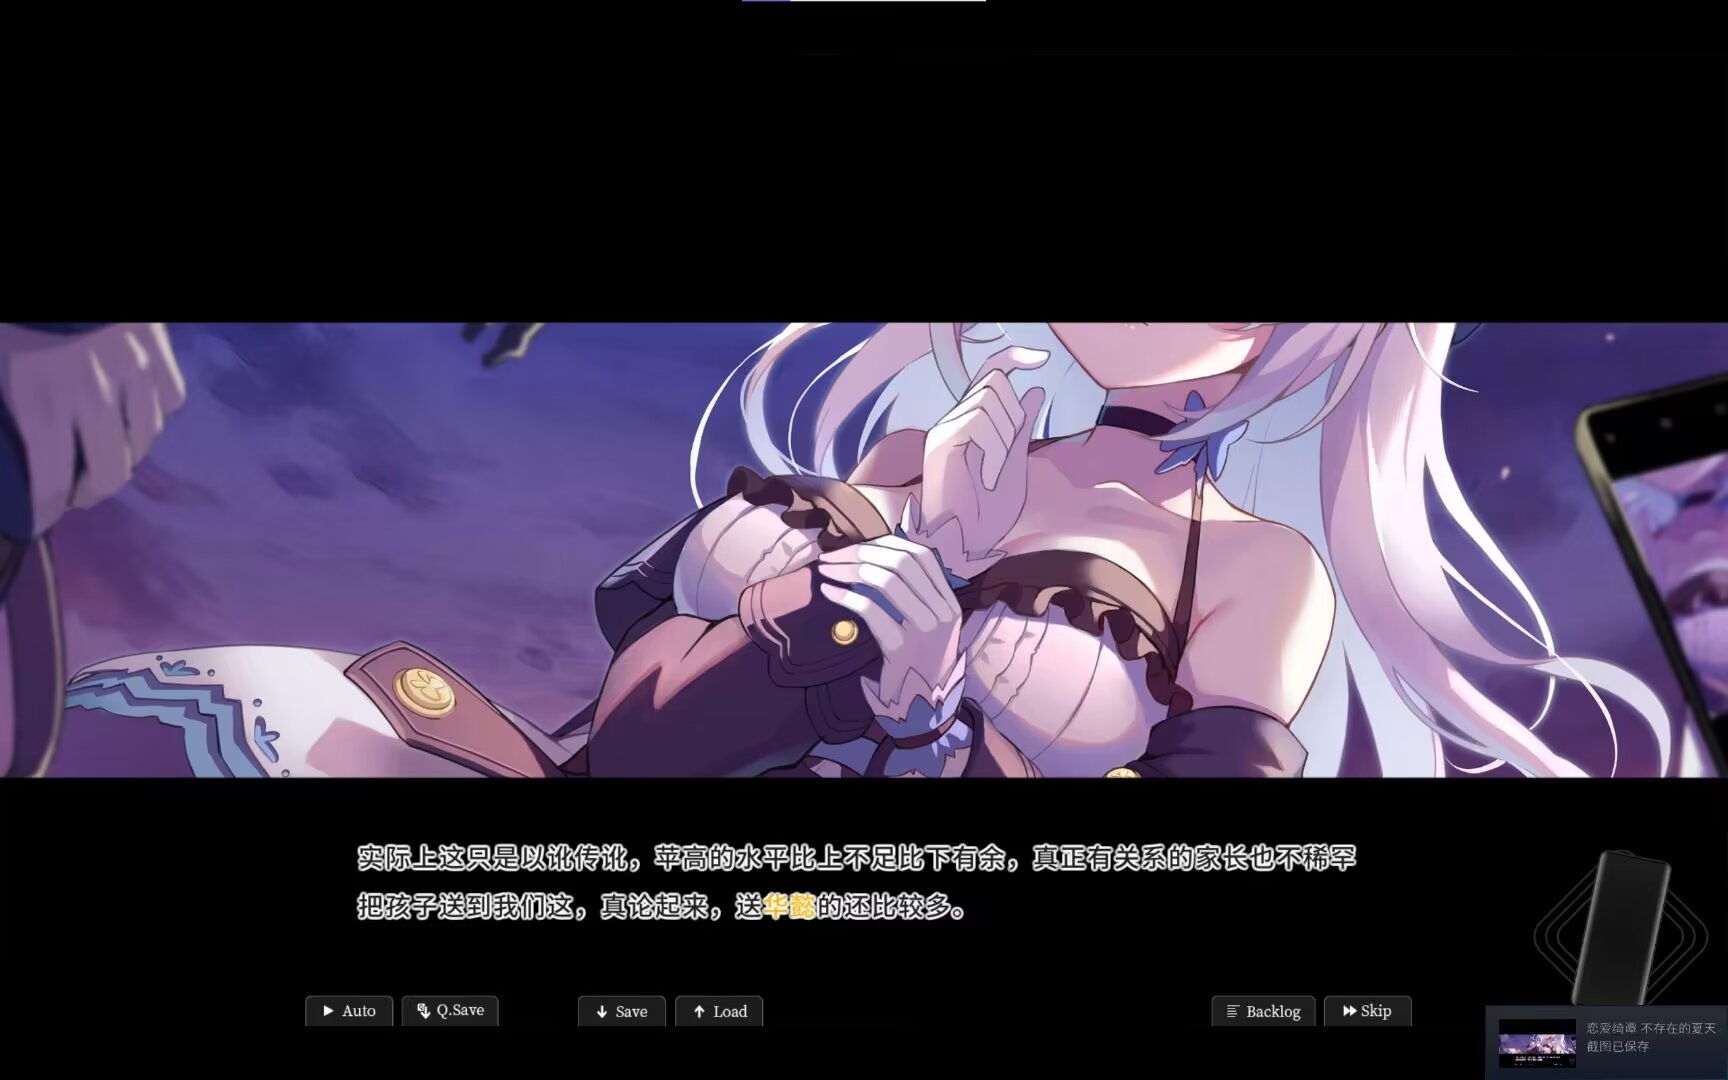 实际上这只是以讹传讹，苹高的水平比上不足比下有余，真正有关系的家长也不稀罕
把孩子送到我们这，真论起来，送华懿的还比较多。
Auto
Q.Save
Save
Load
Backlog
Skip
恋爱绮谭 不存在的夏天
截图已保存